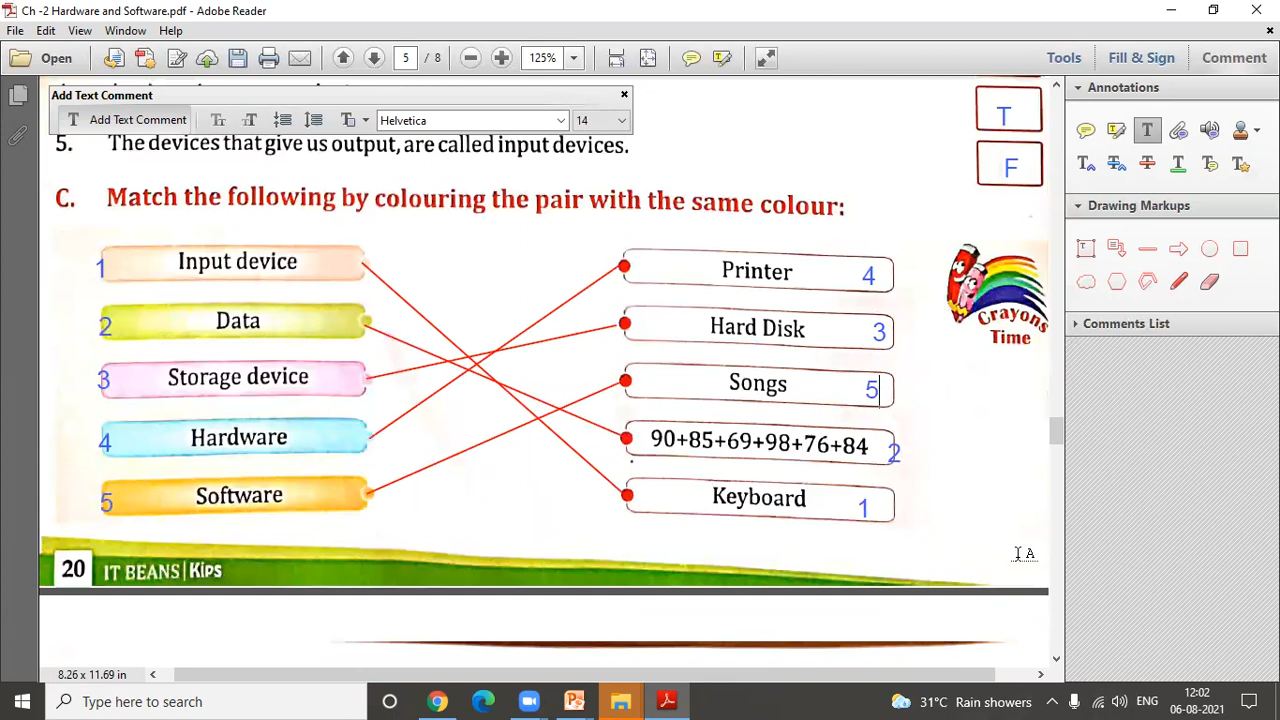 Ch -2 Hardware and Software.pdf - Adobe Reader
File Edit View Window Help
Open 5 / 8 125% Tools Fill & Sign Comment
Add Text Comment
T Add Text Comment Helvetica 14
Annotations
T
5. The devices that give us output, are called input devices. F
Drawing Markups
C. Match the following by colouring the pair with the same colour:
1 Input device Printer 4
2 Data Hard Disk 3
Crayons Time
Comments List
3 Storage device Songs 5
4 Hardware 90+85+69+98+76+84 2
5 Software Keyboard 1
20 IT BEANS | Kips
8.26 x 11.69 in
Type here to search 31°C Rain showers ENG 12:02
06-08-2021